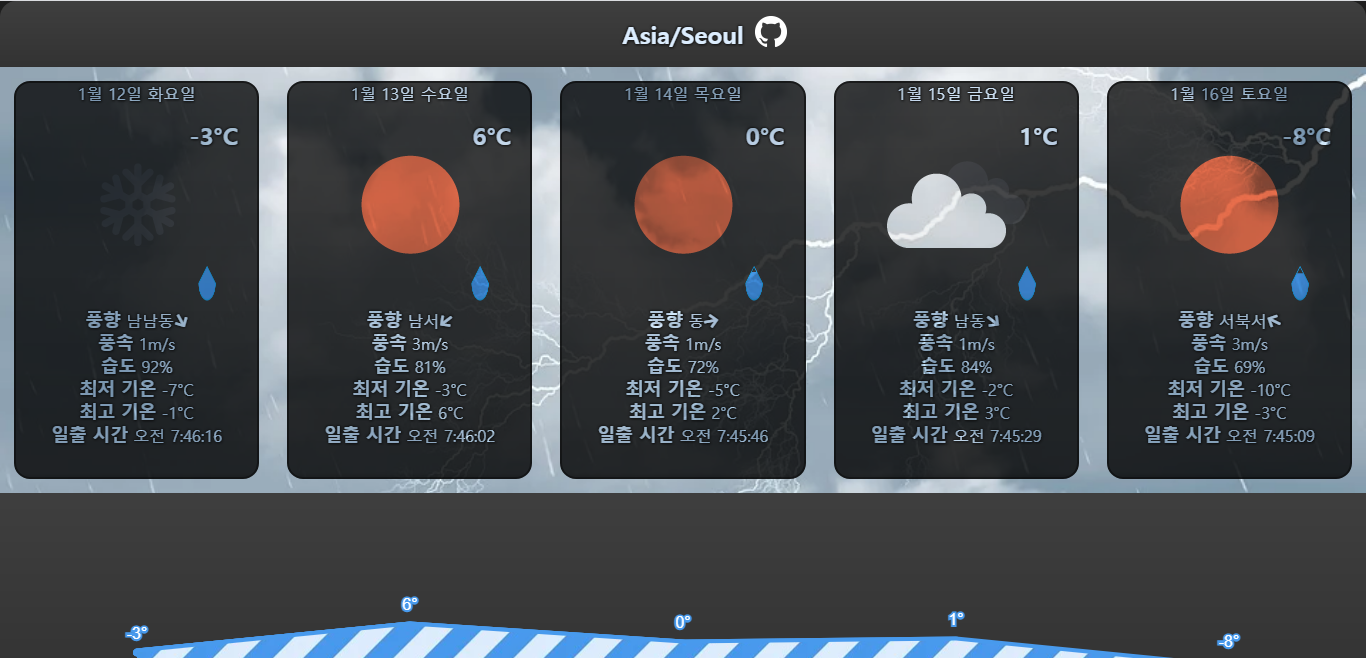 Asia/Seoul
1월 12일 화요일
-3°C
풍향 남남동
풍속 1m/s
습도 92%
최저 기온 -7°C
최고 기온 -1°C
일출 시간 오전 7:46:16
1월 13일 수요일
6°C
풍향 남서
풍속 3m/s
습도 81%
최저 기온 -3°C
최고 기온 6°C
일출 시간 오전 7:46:02
1월 14일 목요일
0°C
풍향 동
풍속 1m/s
습도 72%
최저 기온 -5°C
최고 기온 2°C
일출 시간 오전 7:45:46
1월 15일 금요일
1°C
풍향 남동
풍속 1m/s
습도 84%
최저 기온 -2°C
최고 기온 3°C
일출 시간 오전 7:45:29
1월 16일 토요일
-8°C
풍향 서북서
풍속 3m/s
습도 69%
최저 기온 -10°C
최고 기온 -3°C
일출 시간 오전 7:45:09
-3°
6°
0°
1°
-8°